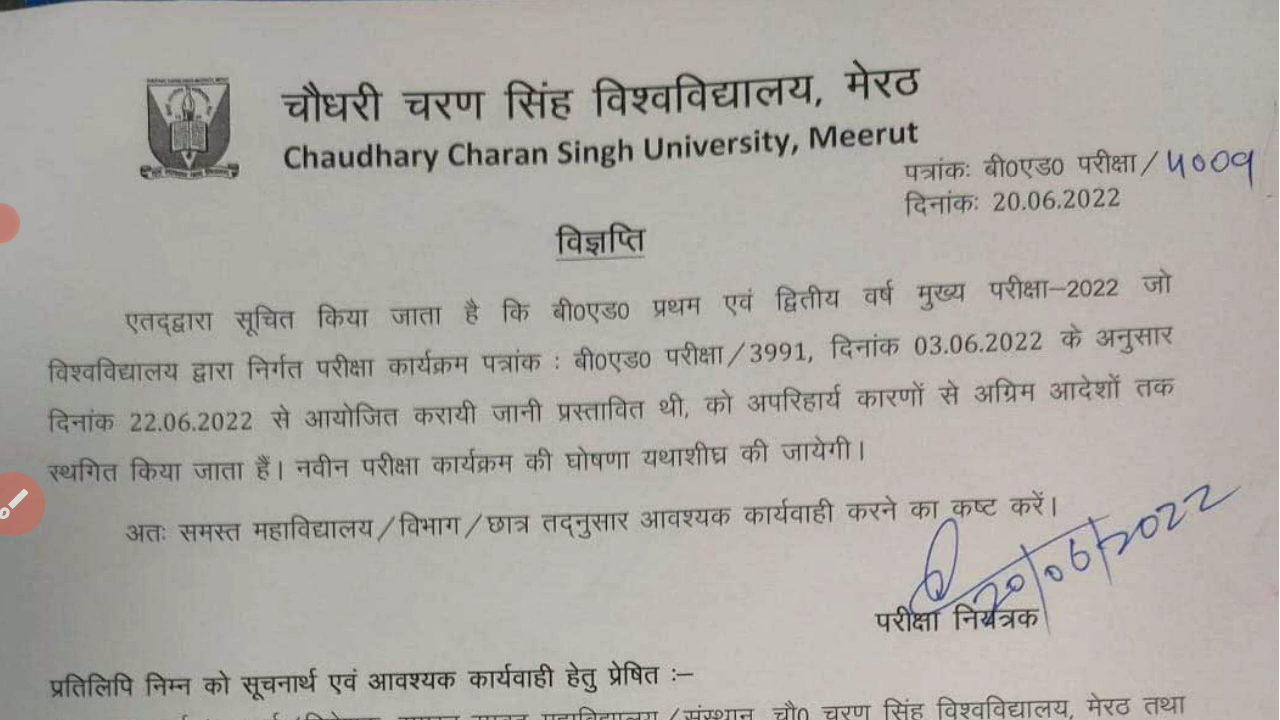 चौधरी चरण सिंह विश्वविद्यालय, मेरठ
Chaudhary Charan Singh University, Meerut
पत्रांकः बी0एड0 परीक्षा/४००९
दिनांकः 20.06.2022
विज्ञप्ति
एतद्द्वारा सूचित किया जाता है कि बी0एड0 प्रथम एवं द्वितीय वर्ष मुख्य परीक्षा–2022 जो
विश्वविद्यालय द्वारा निर्गत परीक्षा कार्यक्रम पत्रांक : बी0एड0 परीक्षा/3991, दिनांक 03.06.2022 के अनुसार
दिनांक 22.06.2022 से आयोजित करायी जानी प्रस्तावित थी, को अपरिहार्य कारणों से अग्रिम आदेशों तक
स्थगित किया जाता हैं। नवीन परीक्षा कार्यक्रम की घोषणा यथाशीघ्र की जायेगी।
अतः समस्त महाविद्यालय/विभाग/छात्र तद्नुसार आवश्यक कार्यवाही करने का कष्ट करें।
20/06/2022
परीक्षा नियंत्रक
प्रतिलिपि निम्न को सूचनार्थ एवं आवश्यक कार्यवाही हेतु प्रेषित :–
महाविद्यालय/संस्थान, चौ0 चरण सिंह विश्वविद्यालय, मेरठ तथा